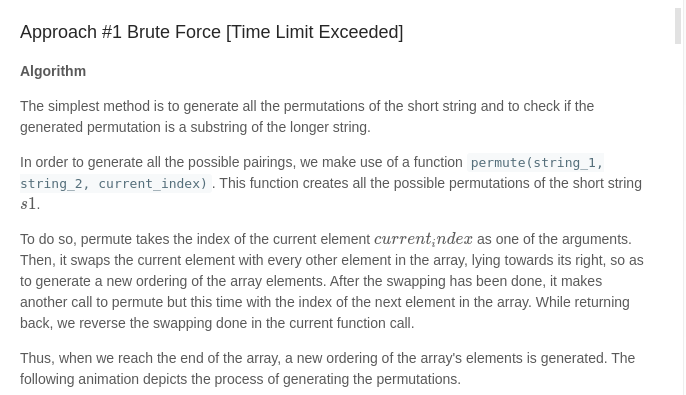 Approach #1 Brute Force [Time Limit Exceeded]
Algorithm
The simplest method is to generate all the permutations of the short string and to check if the
generated permutation is a substring of the longer string.
In order to generate all the possible pairings, we make use of a function permute(string_1,
string_2, current_index) . This function creates all the possible permutations of the short string
s1.
To do so, permute takes the index of the current element current_index as one of the arguments.
Then, it swaps the current element with every other element in the array, lying towards its right, so as
to generate a new ordering of the array elements. After the swapping has been done, it makes
another call to permute but this time with the index of the next element in the array. While returning
back, we reverse the swapping done in the current function call.
Thus, when we reach the end of the array, a new ordering of the array's elements is generated. The
following animation depicts the process of generating the permutations.